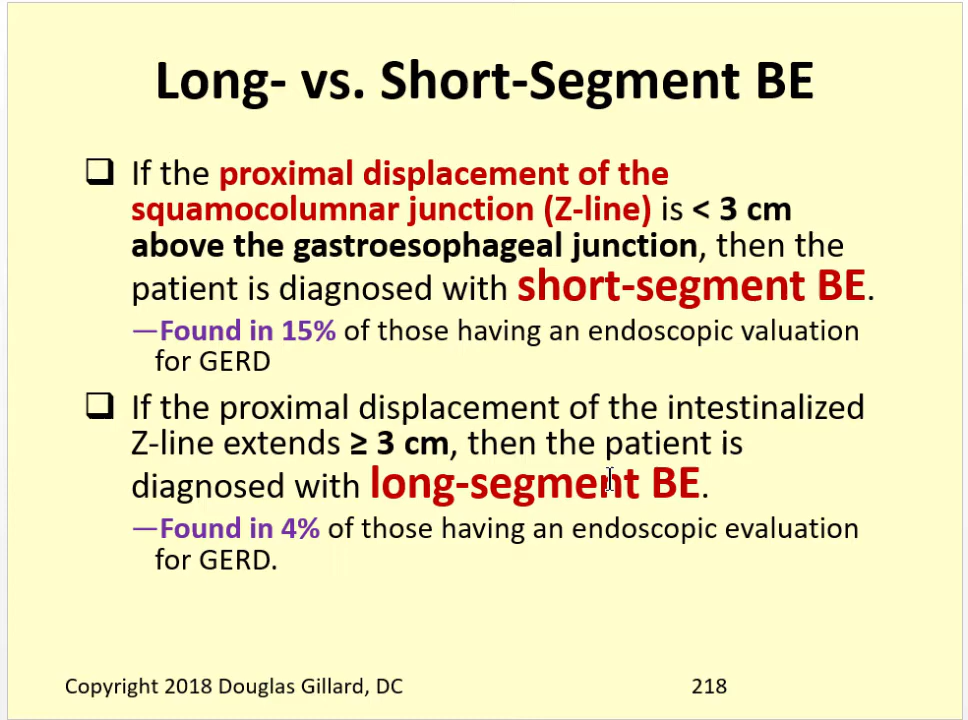 Long- vs. Short-Segment BE
❑ If the proximal displacement of the
squamocolumnar junction (Z-line) is < 3 cm
above the gastroesophageal junction, then the
patient is diagnosed with short-segment BE.
—Found in 15% of those having an endoscopic valuation
for GERD
❑ If the proximal displacement of the intestinalized
Z-line extends ≥ 3 cm, then the patient is
diagnosed with long-segment BE.
—Found in 4% of those having an endoscopic evaluation
for GERD.
Copyright 2018 Douglas Gillard, DC 218